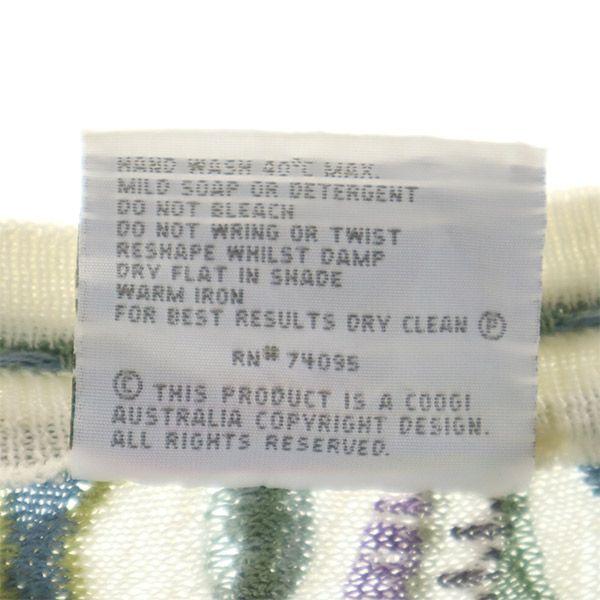 HAND WASH 40°C MAX.
MILD SOAP OR DETERGENT
DO NOT BLEACH
DO NOT WRING OR TWIST
RESHAPE WHILST DAMP
DRY FLAT IN SHADE
WARM IRON
FOR BEST RESULTS DRY CLEAN Ⓟ
RN# 74095
© THIS PRODUCT IS A COOGI
AUSTRALIA COPYRIGHT DESIGN.
ALL RIGHTS RESERVED.